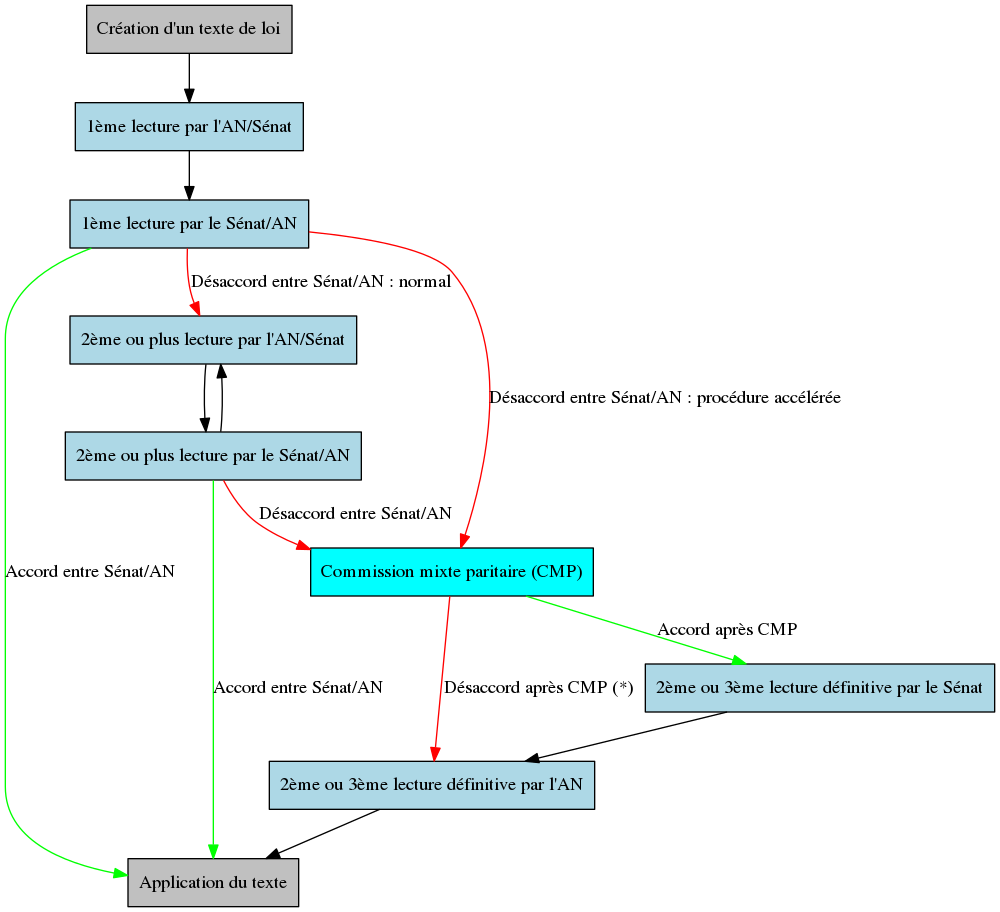 Création d'un texte de loi
1ème lecture par l'AN/Sénat
1ème lecture par le Sénat/AN
Désaccord entre Sénat/AN : normal
2ème ou plus lecture par l'AN/Sénat
Désaccord entre Sénat/AN : procédure accélérée
2ème ou plus lecture par le Sénat/AN
Désaccord entre Sénat/AN
Accord entre Sénat/AN
Commission mixte paritaire (CMP)
Accord après CMP
Accord entre Sénat/AN
Désaccord après CMP (*)
2ème ou 3ème lecture définitive par le Sénat
2ème ou 3ème lecture définitive par l'AN
Application du texte